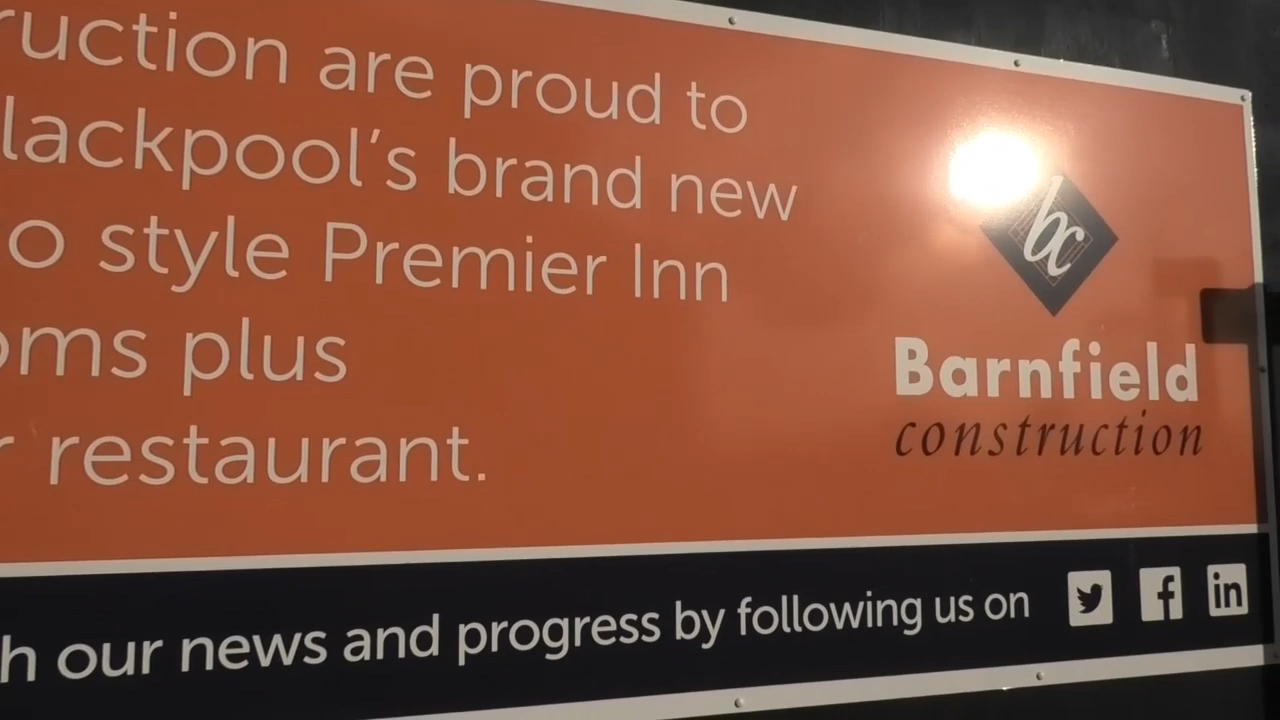 ruction are proud to
lackpool's brand new
o style Premier Inn
oms plus
r restaurant.
bc
Barnfield
construction
h our news and progress by following us on